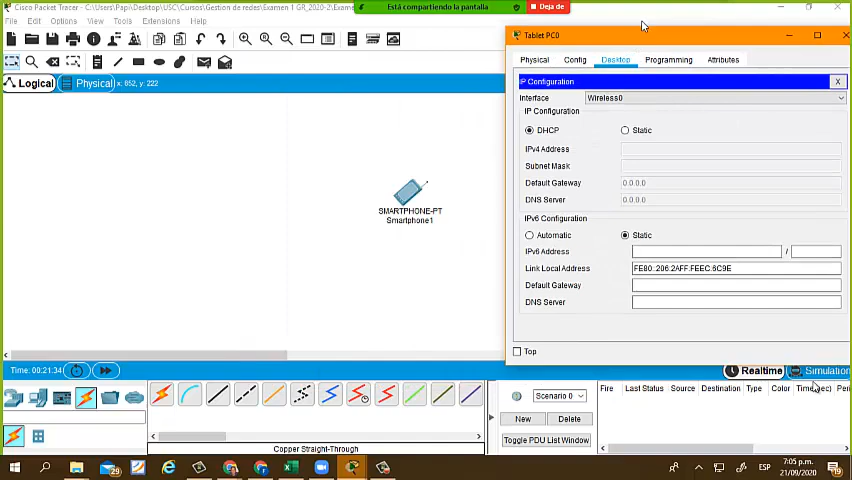 Cisco Packet Tracer - C:\Users\Papi\Desktop\USC\Cursos\Gestion de redes\Examen 1 GR_2020-2\Exame
Está compartiendo la pantalla
Deja de
File Edit
Tools Extensions Help
Logical
Physical
x: 852, y: 222
SMARTPHONE-PT
Smartphone1
Tablet PC0
Physical Config Desktop Programming Attributes
IP Configuration
X
Interface
Wireless0
IP Configuration
DHCP
Static
IPv4 Address
Subnet Mask
Default Gateway
0.0.0.0
DNS Server
0.0.0.0
IPv6 Configuration
Automatic
Static
IPv6 Address
/
Link Local Address
FE80::206:2AFF:FEEC:6C9E
Default Gateway
DNS Server
Top
Time: 00:21:34
Realtime
Simulation
Scenario 0
New
Delete
Toggle PDU List Window
Fire Last Status Source Destination Type Color Time(sec) Peri
Copper Straight-Through
ESP
7:05 p.m.
21/09/2020